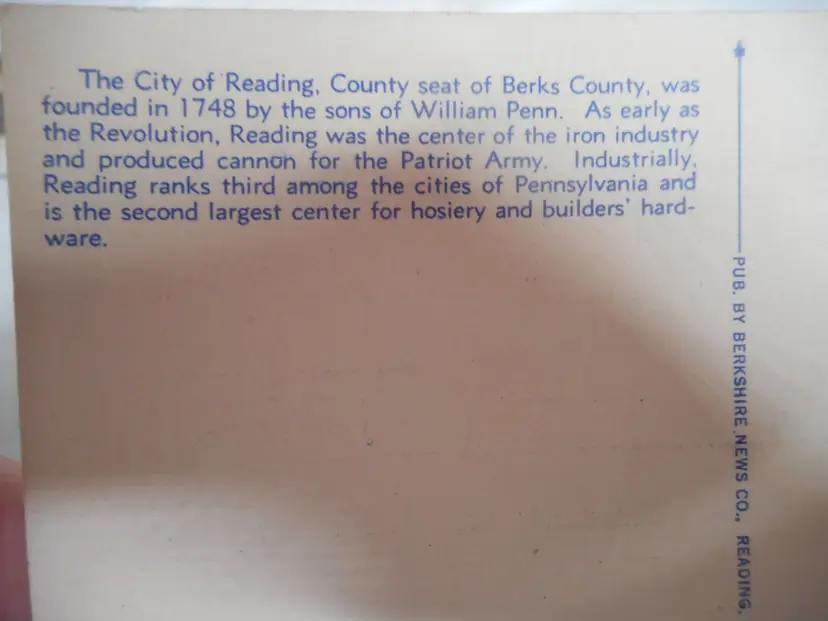 The City of Reading, County seat of Berks County, was
founded in 1748 by the sons of William Penn. As early as
the Revolution, Reading was the center of the iron industry
and produced cannon for the Patriot Army. Industrially,
Reading ranks third among the cities of Pennsylvania and
is the second largest center for hosiery and builders' hard-
ware.
PUB. BY BERKSHIRE NEWS CO., READING,